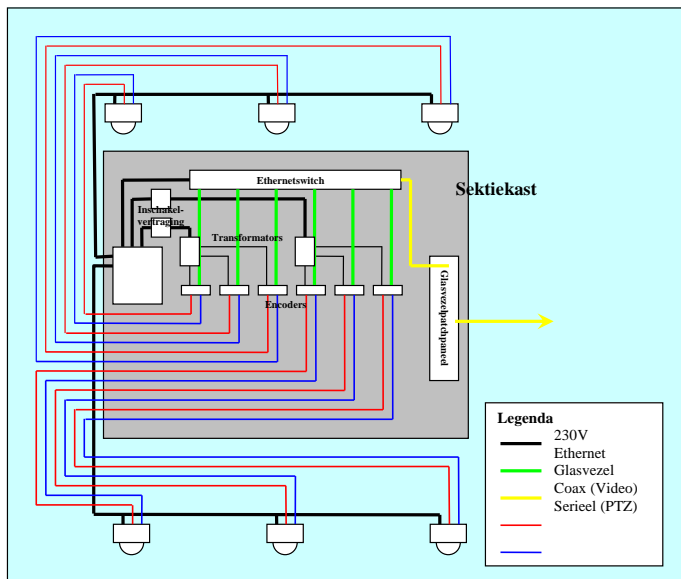 Ethernetswitch
Sektiekast
Inschakel-
vertraging
Transformators
Encoders
Glasvezelpatchpaneel
Legenda
230V
Ethernet
Glasvezel
Coax (Video)
Serieel (PTZ)